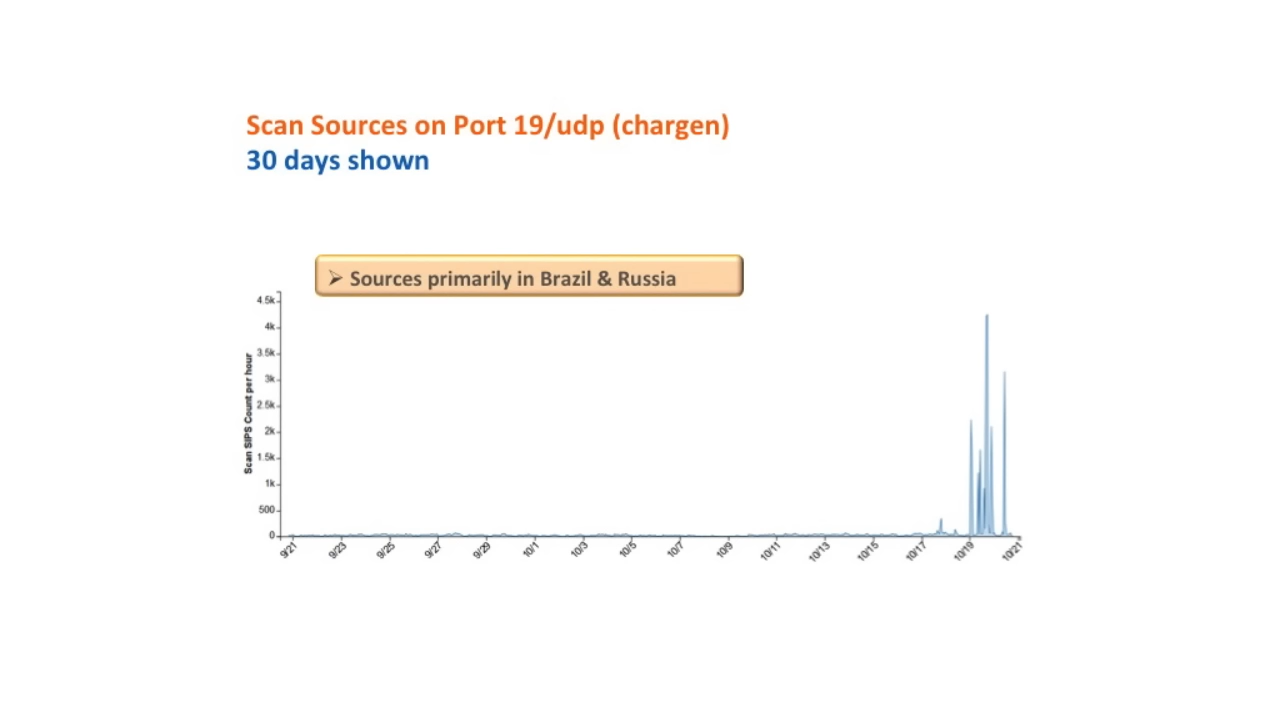 Scan Sources on Port 19/udp (chargen)
30 days shown
➢ Sources primarily in Brazil & Russia
Scan SIPS Count per hour
4.5k
4k
3.5k
3k
2.5k
2k
1.5k
1k
500
0
9/21 9/23 9/25 9/27 9/29 10/1 10/3 10/5 10/7 10/9 10/11 10/13 10/15 10/17 10/19 10/21